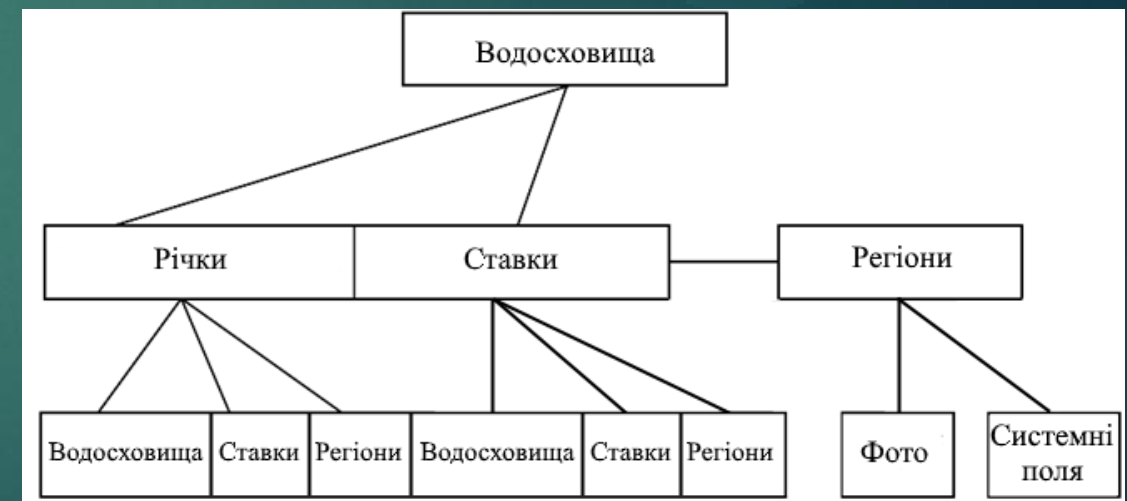 Водосховища
Річки
Ставки
Регіони
Водосховища
Ставки
Регіони
Водосховища
Ставки
Регіони
Фото
Системні
поля